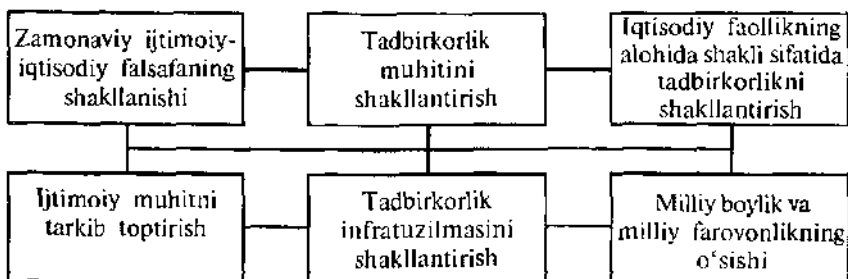 Zamonaviy ijtimoiy-
iqtisodiy falsafaning
shakllanishi
Tadbirkorlik
muhitini
shakllantirish
Iqtisodiy faollikning
alohida shakli sifatida
tadbirkorlikni
shakllantirish
Ijtimoiy muhitni
tarkib toptirish
Tadbirkorlik
infratuzilmasini
shakllantirish
Milliy boylik va
milliy farovonlikning
o‘sishi